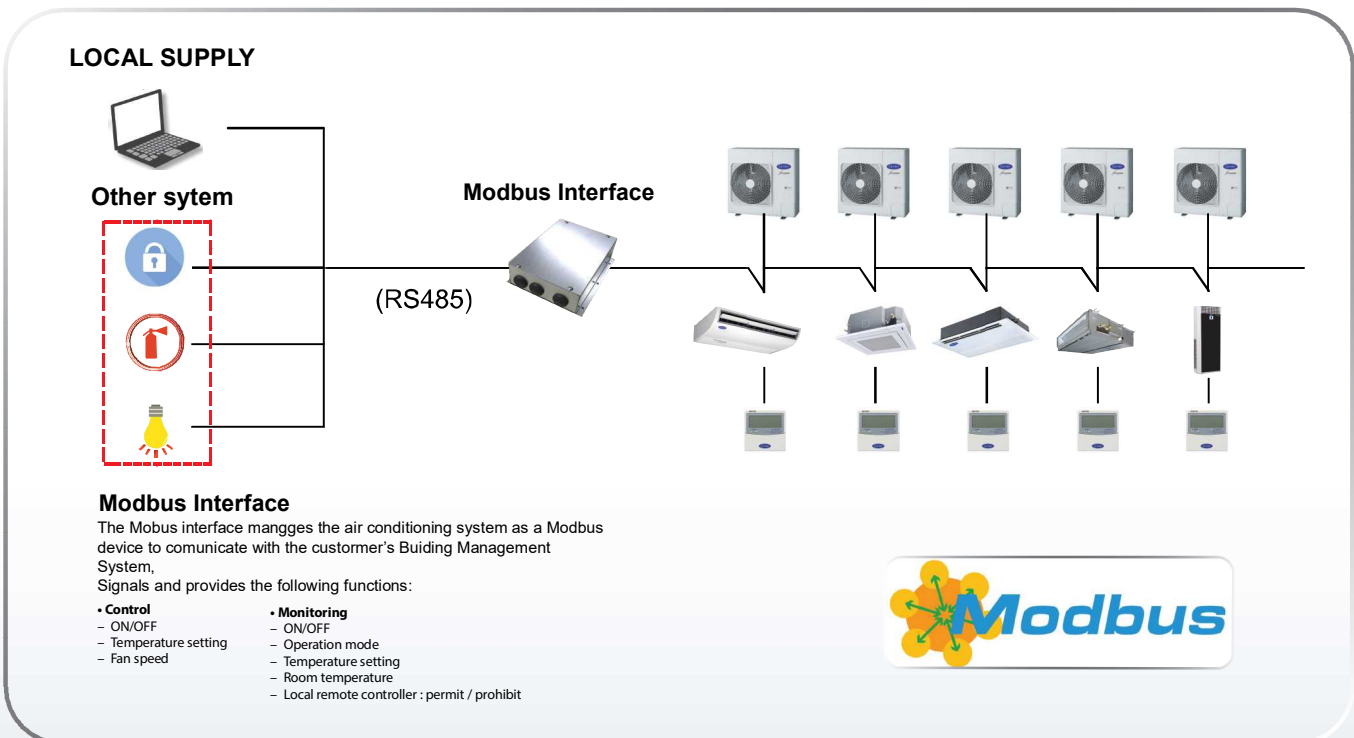 LOCAL SUPPLY
Other sytem
Modbus Interface
(RS485)
Modbus Interface
The Mobus interface mangges the air conditioning system as a Modbus
device to comunicate with the custormer's Buiding Management
System,
Signals and provides the following functions:
• Control
– ON/OFF
– Temperature setting
– Fan speed
• Monitoring
– ON/OFF
– Operation mode
– Temperature setting
– Room temperature
– Local remote controller : permit / prohibit
Modbus